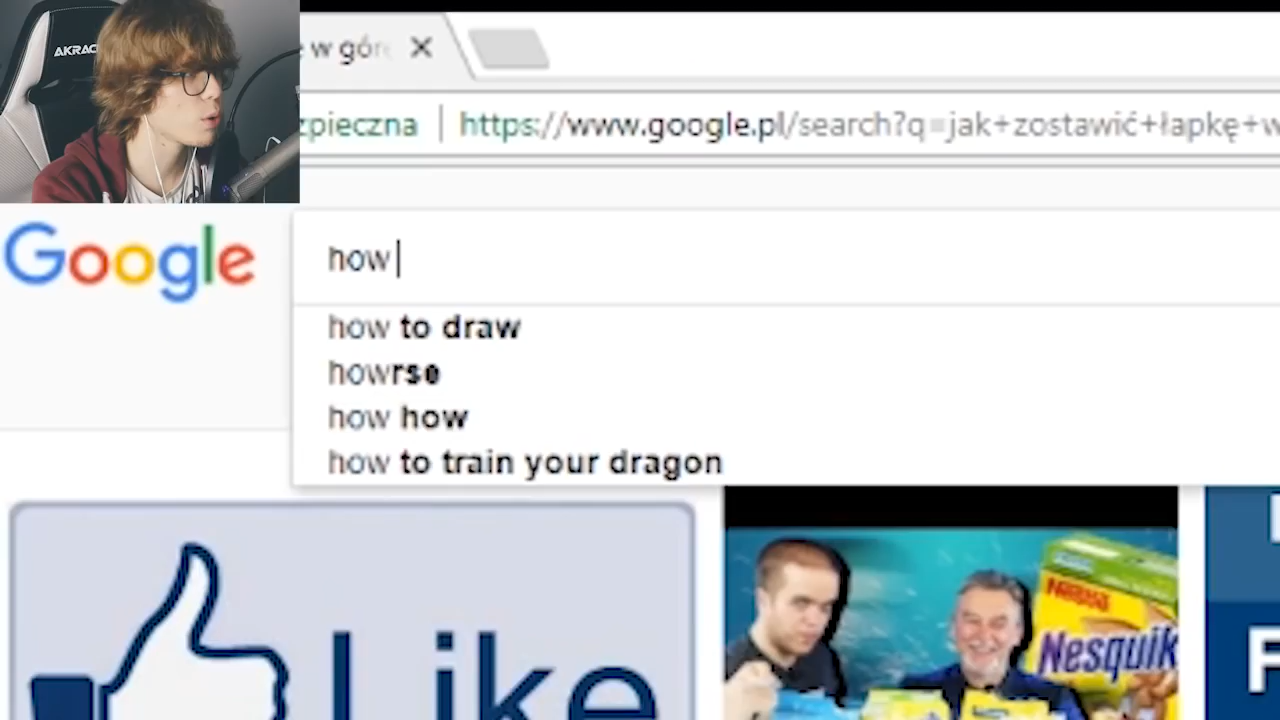 AKRAC
w gór
zpieczna
https://www.google.pl/search?q=jak+zostawić+łapkę+w
Google
how
how to draw
howrse
how how
how to train your dragon
Like
Nestlé
Nesquik
F